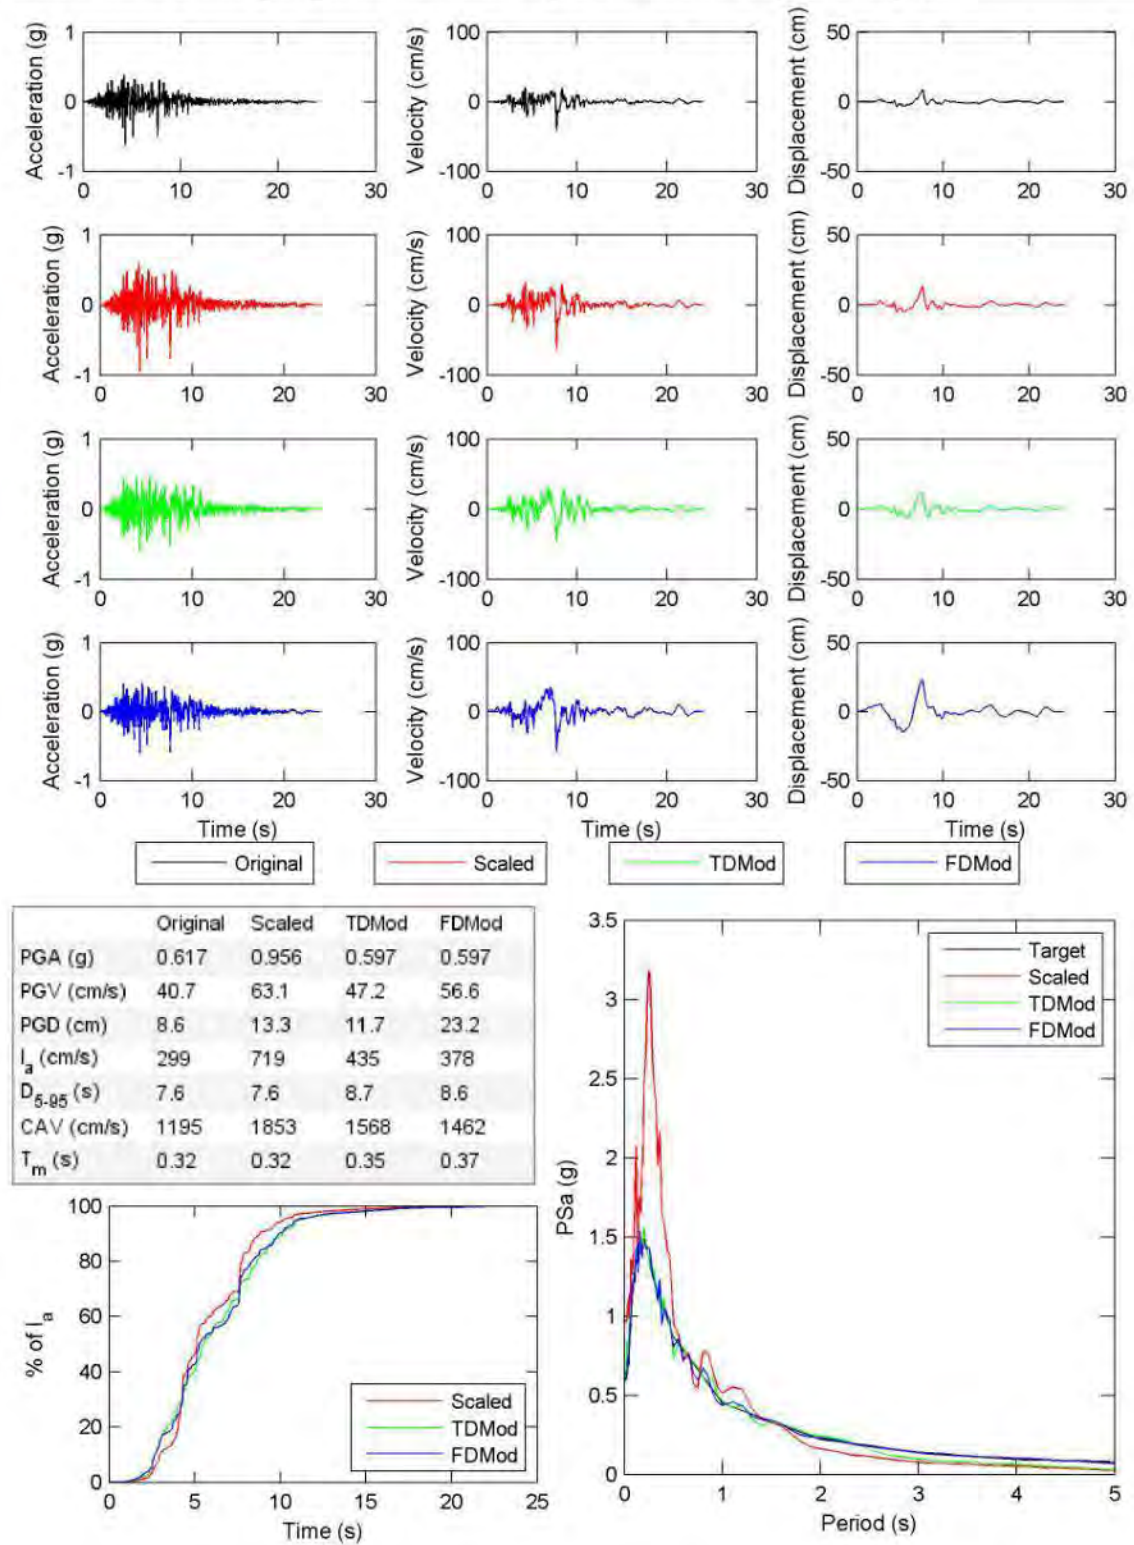 Acceleration (g)
1
0
-1
0 10 20 30
Velocity (cm/s)
100
0
-100
0 10 20 30
Displacement (cm)
50
0
-50
0 10 20 30
Acceleration (g)
1
0
-1
0 10 20 30
Velocity (cm/s)
100
0
-100
0 10 20 30
Displacement (cm)
50
0
-50
0 10 20 30
Acceleration (g)
1
0
-1
0 10 20 30
Velocity (cm/s)
100
0
-100
0 10 20 30
Displacement (cm)
50
0
-50
0 10 20 30
Acceleration (g)
1
0
-1
0 10 20 30
Time (s)
Velocity (cm/s)
100
0
-100
0 10 20 30
Time (s)
Displacement (cm)
50
0
-50
0 10 20 30
Time (s)
Original Scaled TDMod FDMod
Original Scaled TDMod FDMod
PGA (g) 0.617 0.956 0.597 0.597
PGV (cm/s) 40.7 63.1 47.2 56.6
PGD (cm) 8.6 13.3 11.7 23.2
Ia (cm/s) 299 719 435 378
D5-95 (s) 7.6 7.6 8.7 8.6
CAV (cm/s) 1195 1853 1568 1462
Tm (s) 0.32 0.32 0.35 0.37
% of Ia
100
80
60
40
20
0
0 5 10 15 20 25
Time (s)
Scaled
TDMod
FDMod
PSa (g)
3.5
3
2.5
2
1.5
1
0.5
0
0 1 2 3 4 5
Period (s)
Target
Scaled
TDMod
FDMod